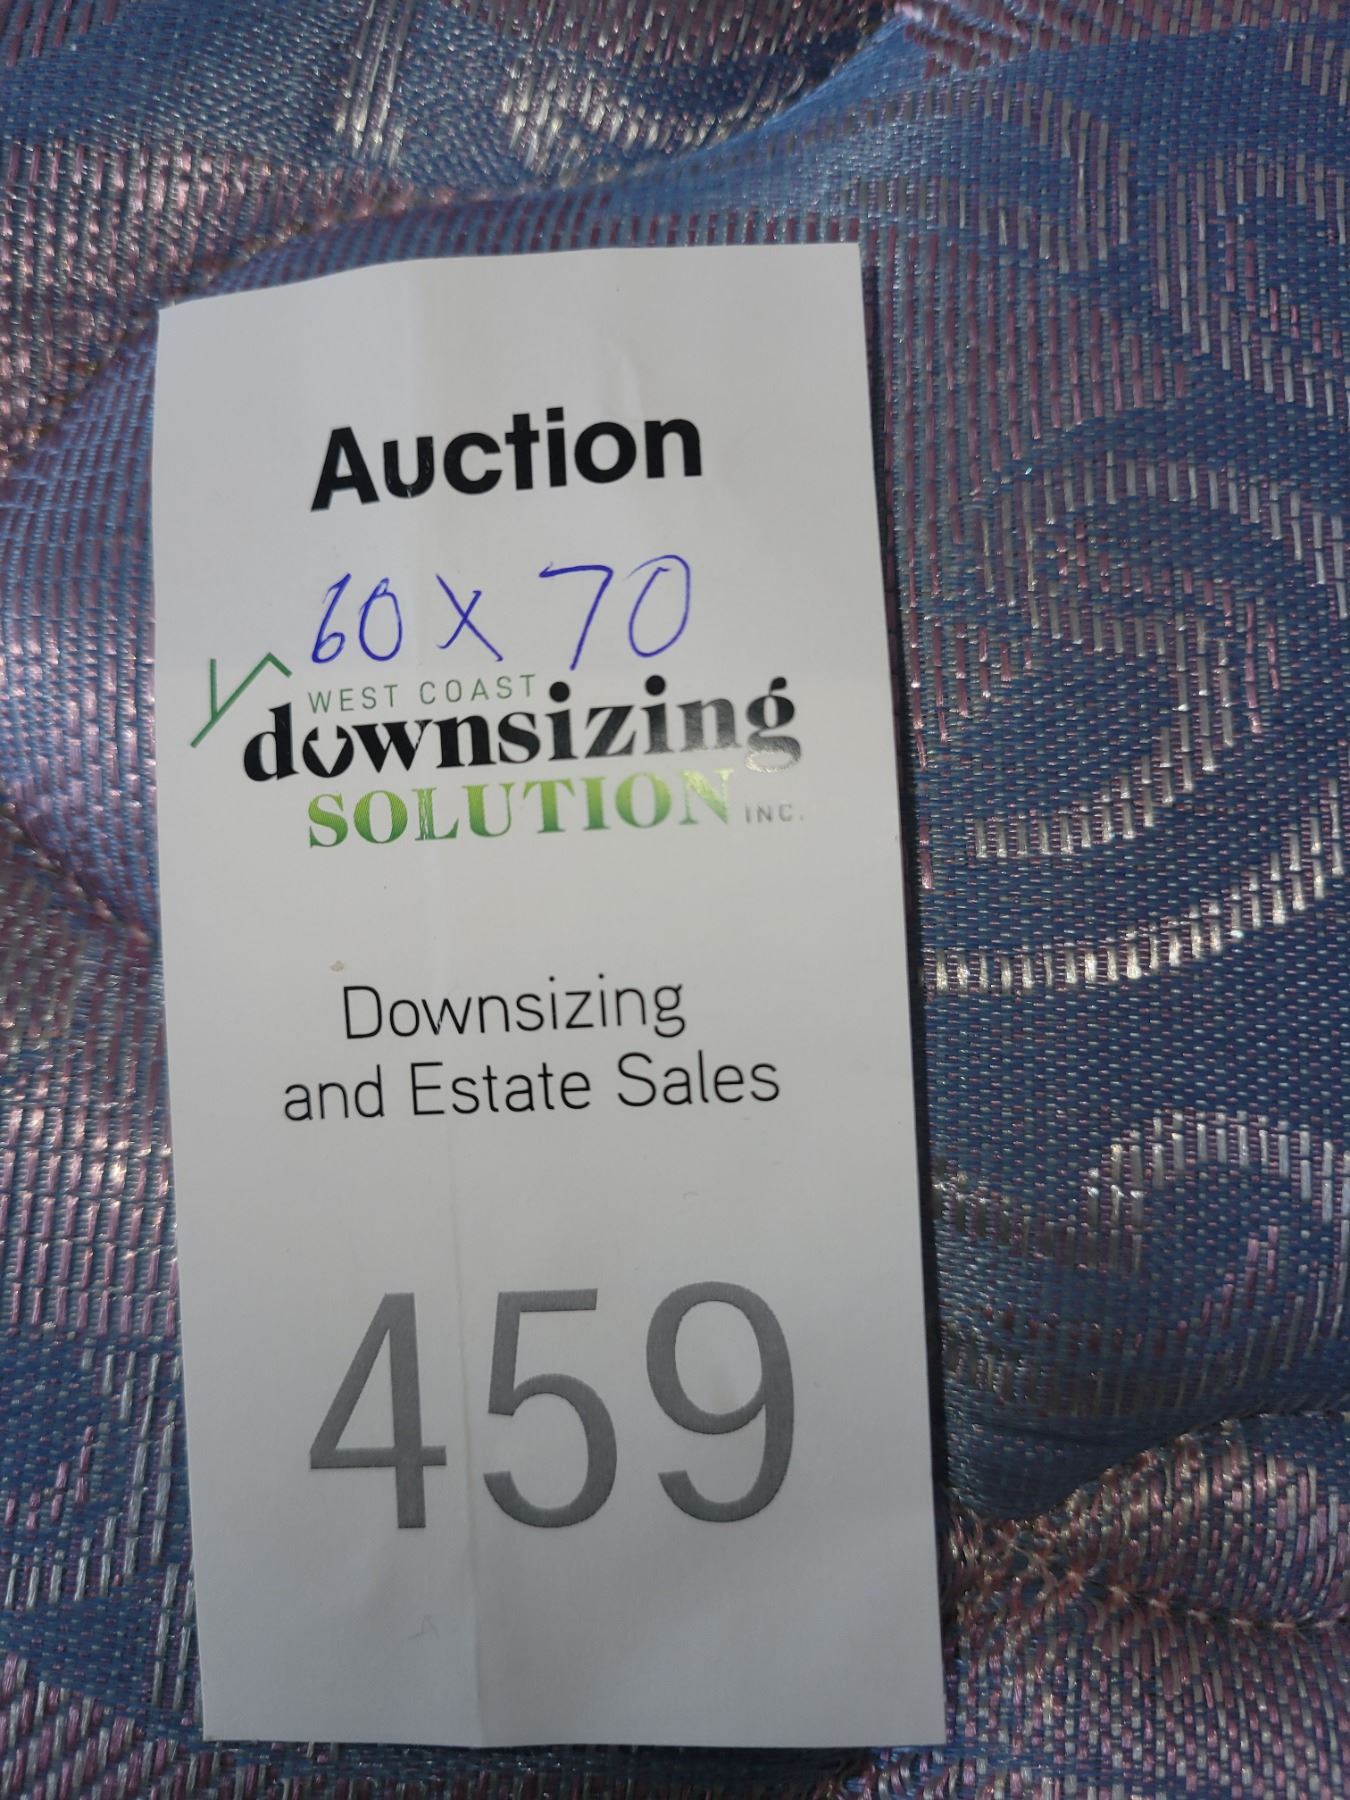 Auction
60 x 70
WEST COAST
downsizing
SOLUTION INC.
Downsizing
and Estate Sales
459